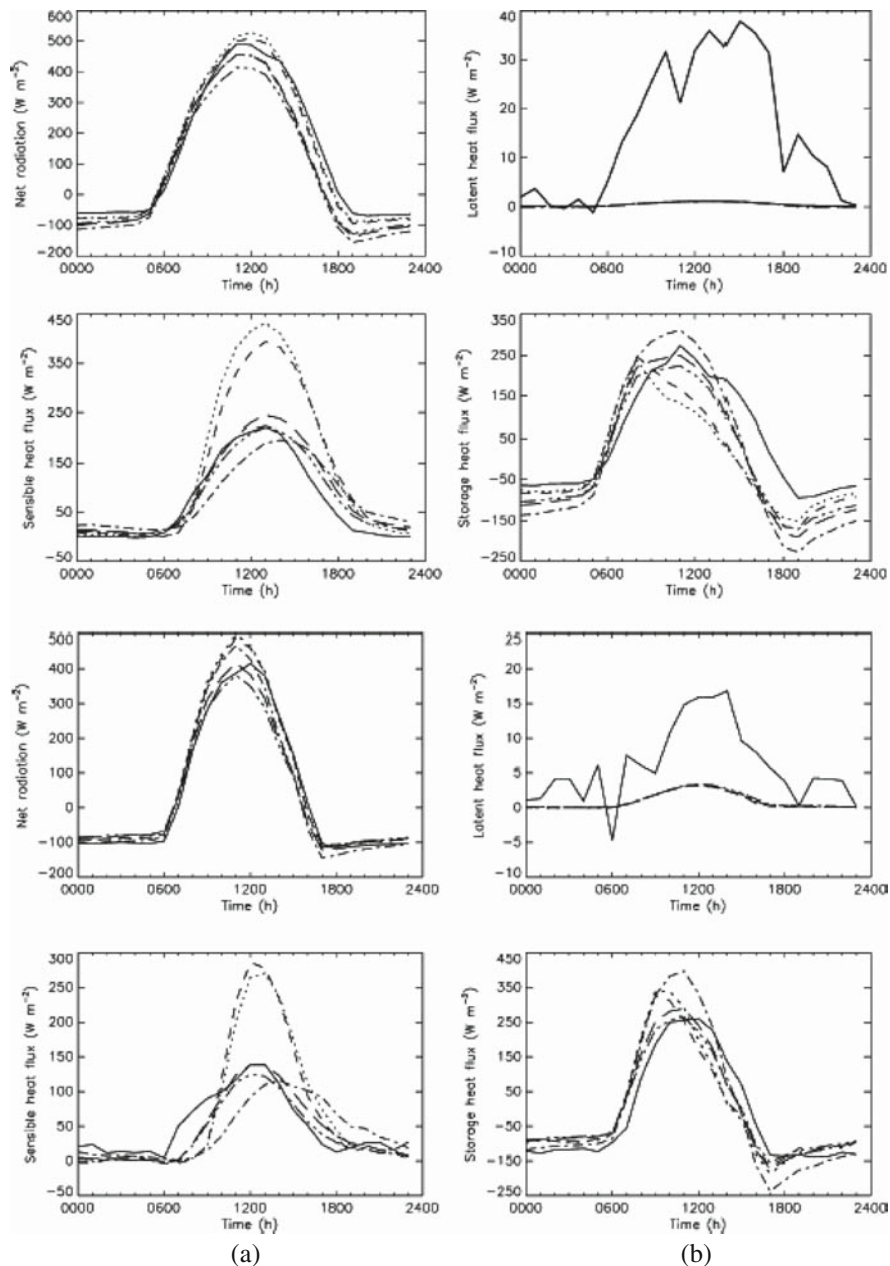 Net radiation (W m⁻²)
600
500
400
300
200
100
0
−100
−200
0000 0600 1200 1800 2400
Time (h)
Latent heat flux (W m⁻²)
40
30
20
10
0
−10
0000 0600 1200 1800 2400
Time (h)
Sensible heat flux (W m⁻²)
450
350
250
150
50
−50
0000 0600 1200 1800 2400
Time (h)
Storage heat flux (W m⁻²)
350
250
150
50
−50
−150
−250
0000 0600 1200 1800 2400
Time (h)
Net radiation (W m⁻²)
500
400
300
200
100
0
−100
−200
0000 0600 1200 1800 2400
Time (h)
Latent heat flux (W m⁻²)
25
20
15
10
5
0
−5
−10
0000 0600 1200 1800 2400
Time (h)
Sensible heat flux (W m⁻²)
300
250
200
150
100
50
0
−50
0000 0600 1200 1800 2400
Time (h)
Storage heat flux (W m⁻²)
450
350
250
150
50
−50
−150
−250
0000 0600 1200 1800 2400
Time (h)
(a)
(b)